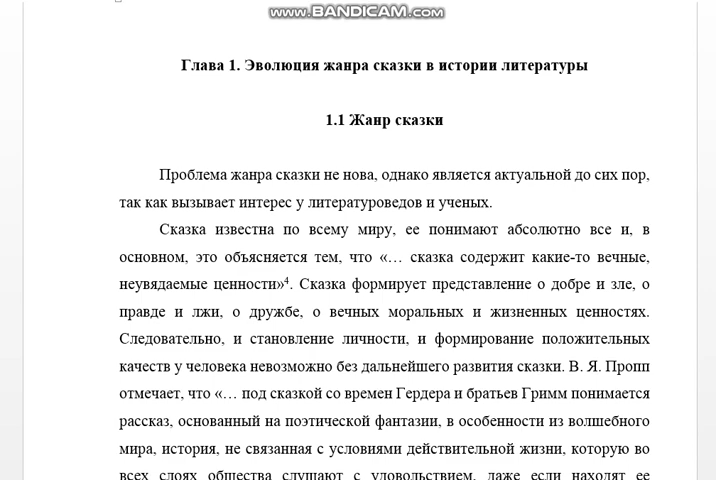 www.BANDICAM.com
Глава 1. Эволюция жанра сказки в истории литературы
1.1 Жанр сказки
Проблема жанра сказки не нова, однако является актуальной до сих пор,
так как вызывает интерес у литературоведов и ученых.
Сказка известна по всему миру, ее понимают абсолютно все и, в
основном, это объясняется тем, что «… сказка содержит какие-то вечные,
неувядаемые ценности»⁴. Сказка формирует представление о добре и зле, о
правде и лжи, о дружбе, о вечных моральных и жизненных ценностях.
Следовательно, и становление личности, и формирование положительных
качеств у человека невозможно без дальнейшего развития сказки. В. Я. Пропп
отмечает, что «… под сказкой со времен Гердера и братьев Гримм понимается
рассказ, основанный на поэтической фантазии, в особенности из волшебного
мира, история, не связанная с условиями действительной жизни, которую во
всех слоях общества слушают с удовольствием, даже если находят ее